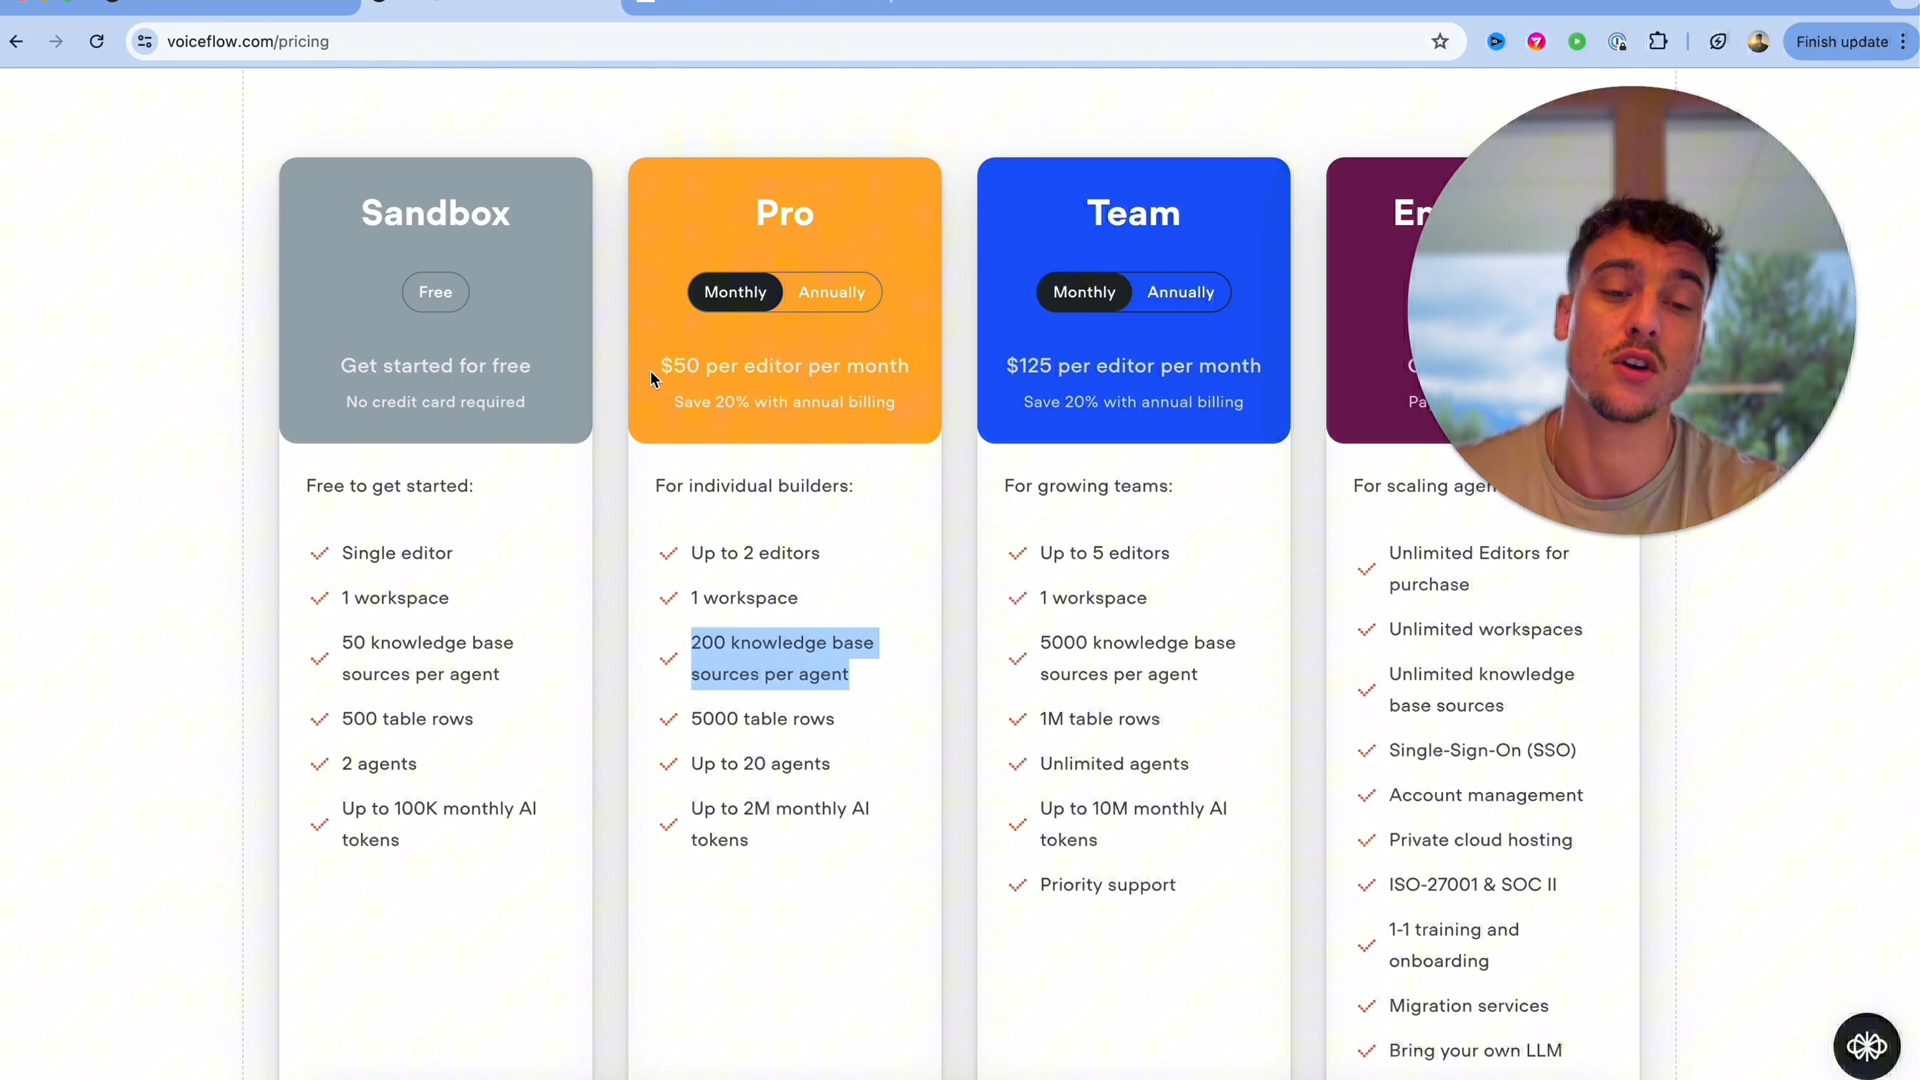 voiceflow.com/pricing
Finish update
Sandbox
Free
Get started for free
No credit card required
Free to get started:
Single editor
1 workspace
50 knowledge base
sources per agent
500 table rows
2 agents
Up to 100K monthly AI
tokens
Pro
Monthly Annually
$50 per editor per month
Save 20% with annual billing
For individual builders:
Up to 2 editors
1 workspace
200 knowledge base
sources per agent
5000 table rows
Up to 20 agents
Up to 2M monthly AI
tokens
Team
Monthly Annually
$125 per editor per month
Save 20% with annual billing
For growing teams:
Up to 5 editors
1 workspace
5000 knowledge base
sources per agent
1M table rows
Unlimited agents
Up to 10M monthly AI
tokens
Priority support
For scaling
Unlimited Editors for
purchase
Unlimited workspaces
Unlimited knowledge
base sources
Single-Sign-On (SSO)
Account management
Private cloud hosting
ISO-27001 & SOC II
1-1 training and
onboarding
Migration services
Bring your own LLM